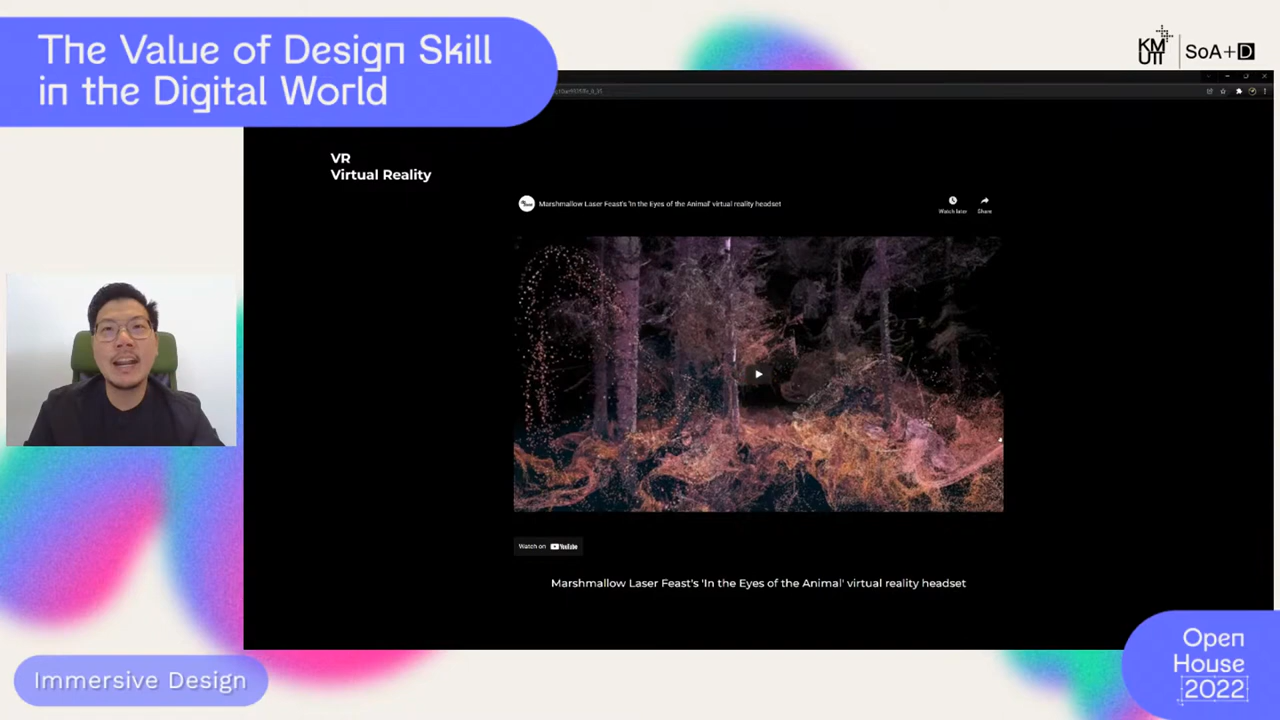 The Value of Design Skill
in the Digital World
KM
UTT
SoA+D
VR
Virtual Reality
Marshmallow Laser Feast's 'In the Eyes of the Animal' virtual reality headset
Watch later
Share
Watch on YouTube
Marshmallow Laser Feast's 'In the Eyes of the Animal' virtual reality headset
Immersive Design
Open
House
2022